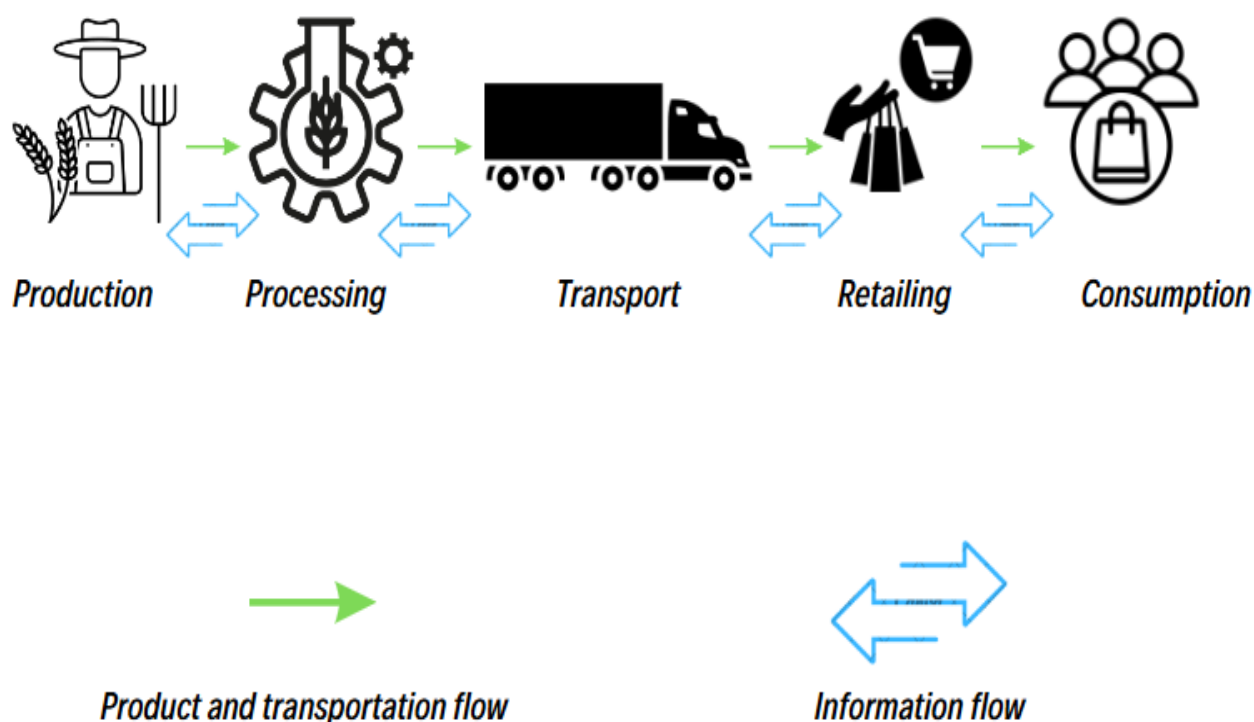 Production
Processing
Transport
Retailing
Consumption
Product and transportation flow
Information flow